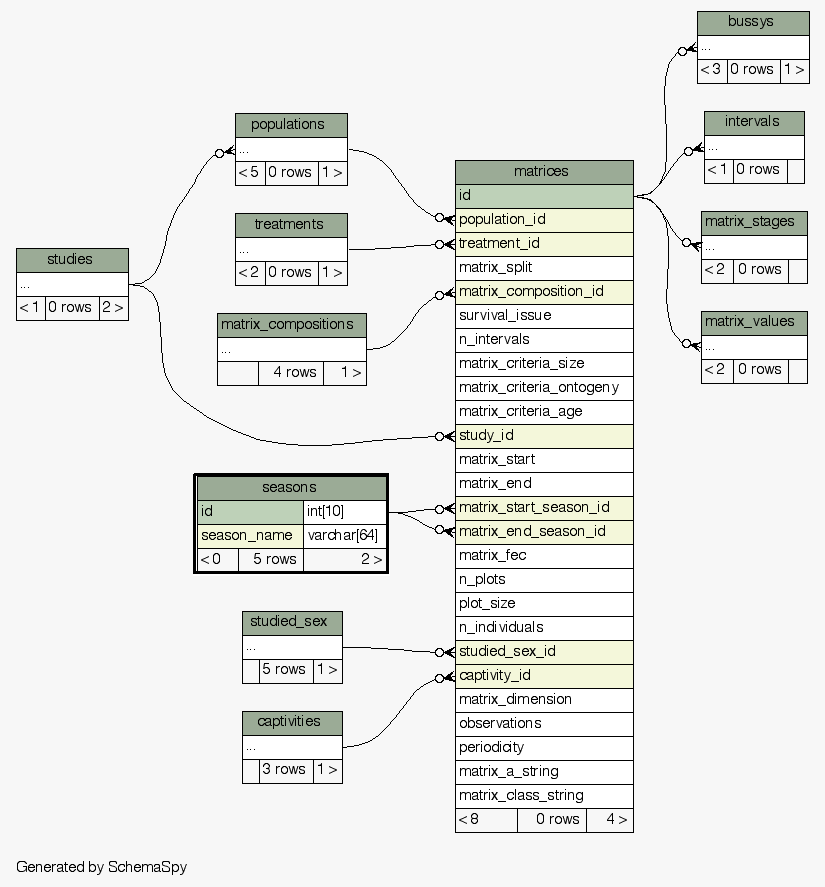 bussys
...
< 3 0 rows 1 >
populations
...
< 5 0 rows 1 >
intervals
...
< 1 0 rows
treatments
...
< 2 0 rows 1 >
matrix_stages
...
< 2 0 rows
studies
...
< 1 0 rows 2 >
matrix_compositions
...
4 rows 1 >
matrix_values
...
< 2 0 rows
matrices
id
population_id
treatment_id
matrix_split
matrix_composition_id
survival_issue
n_intervals
matrix_criteria_size
matrix_criteria_ontogeny
matrix_criteria_age
study_id
matrix_start
matrix_end
matrix_start_season_id
matrix_end_season_id
matrix_fec
n_plots
plot_size
n_individuals
studied_sex_id
captivity_id
matrix_dimension
observations
periodicity
matrix_a_string
matrix_class_string
< 8 0 rows 4 >
seasons
id int[10]
season_name varchar[64]
< 0 5 rows 2 >
studied_sex
...
5 rows 1 >
captivities
...
3 rows 1 >
Generated by SchemaSpy